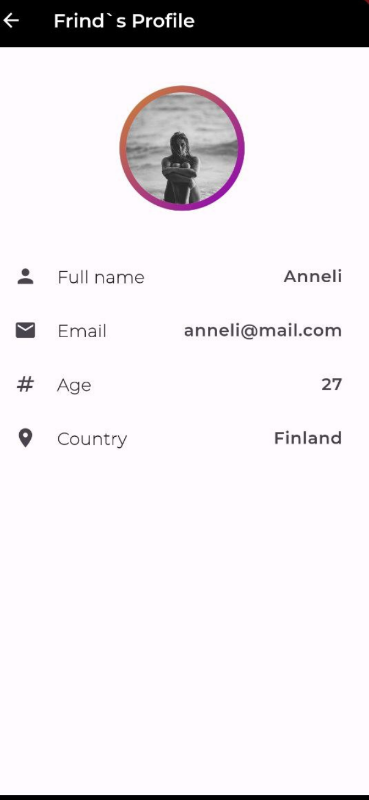 Frind`s Profile
Full name Anneli
Email anneli@mail.com
# Age 27
Country Finland